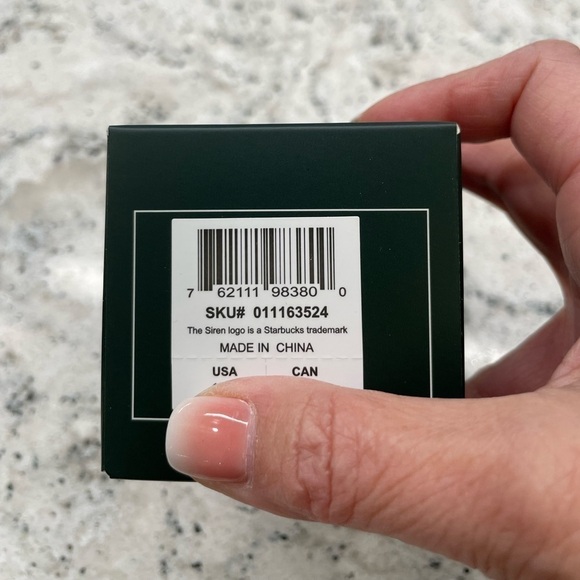 7 62111 98380 0
SKU# 011163524
The Siren logo is a Starbucks trademark
MADE IN CHINA
USA CAN